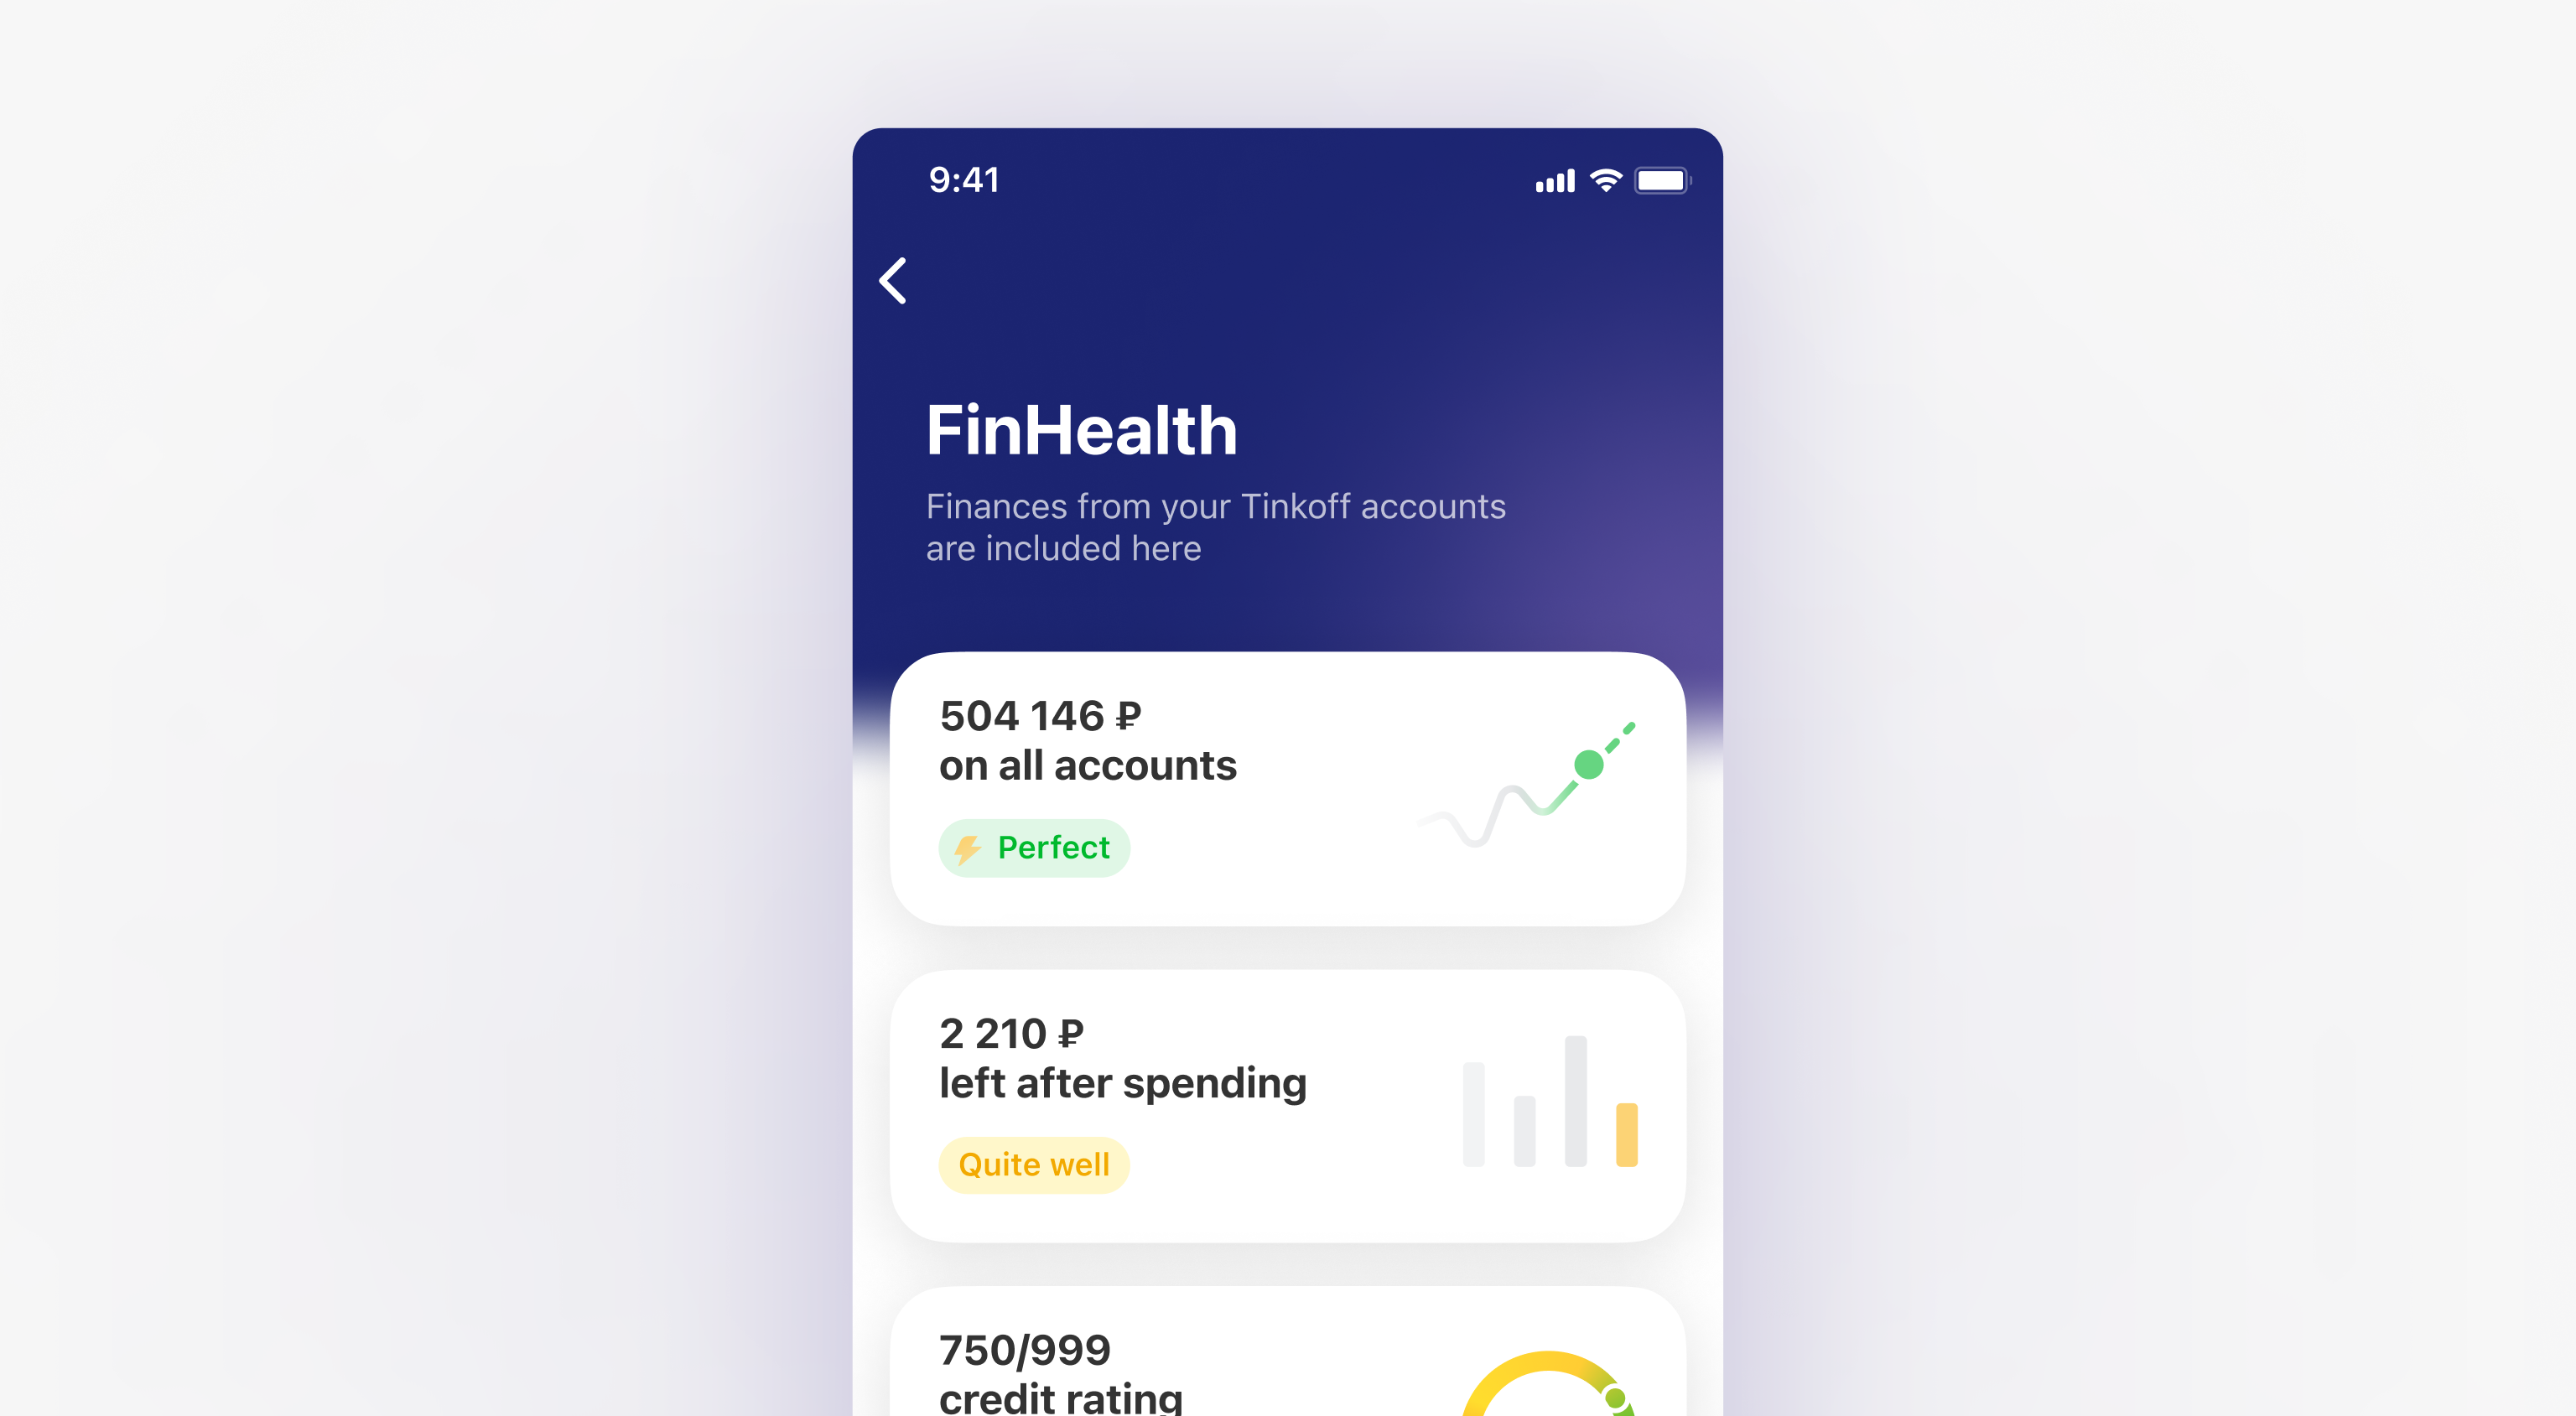 9:41
FinHealth
Finances from your Tinkoff accounts
are included here
504 146 ₽
on all accounts
Perfect
2 210 ₽
left after spending
Quite well
750/999
credit rating